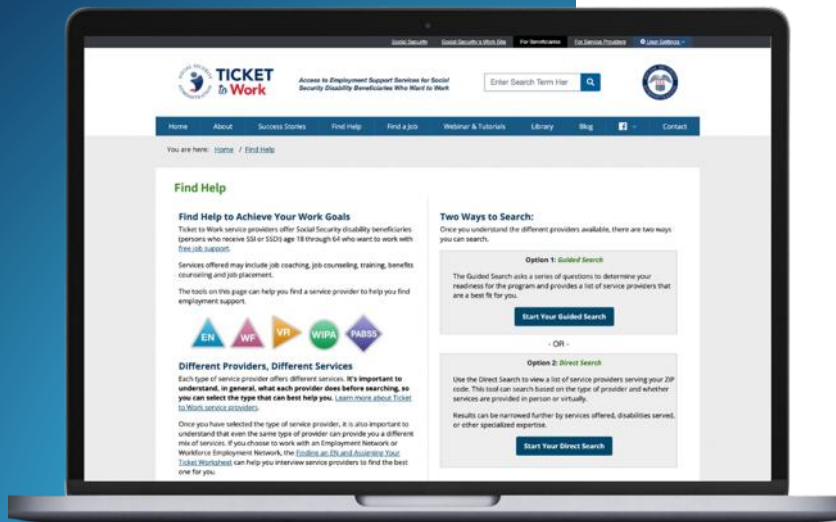 Social Security
Social Security's Work Site
For Beneficiaries
For Service Providers
User Settings
TICKET
to Work
Access to Employment Support Services for Social
Security Disability Beneficiaries Who Want to Work
Enter Search Term Her
Home
About
Success Stories
Find Help
Find a Job
Webinar & Tutorials
Library
Blog
Contact
You are here: Home / Find Help
Find Help
Find Help to Achieve Your Work Goals
Ticket to Work service providers offer Social Security disability beneficiaries
(persons who receive SSI or SSDI) age 18 through 64 who want to work with
free job support.
Services offered may include job coaching, job counseling, training, benefits
counseling and job placement.
The tools on this page can help you find a service provider to help you find
employment support.
EN
WF
VR
WIPA
PABSS
Different Providers, Different Services
Each type of service provider offers different services. It's important to
understand, in general, what each provider does before searching, so
you can select the type that can best help you. Learn more about Ticket
to Work service providers.
Once you have selected the type of service provider, it is also important to
understand that even the same type of provider can provide you a different
mix of services. If you choose to work with an Employment Network or
Workforce Employment Network, the Finding an EN and Assigning Your
Ticket Worksheet can help you interview service providers to find the best
one for you.
Two Ways to Search:
Once you understand the different providers available, there are two ways
you can search.
Option 1: Guided Search
The Guided Search asks a series of questions to determine your
readiness for the program and provides a list of service providers that
are a best fit for you.
Start Your Guided Search
- OR -
Option 2: Direct Search
Use the Direct Search to view a list of service providers serving your ZIP
code. This tool can search based on the type of provider and whether
services are provided in person or virtually.
Results can be narrowed further by services offered, disabilities served,
or other specialized expertise.
Start Your Direct Search